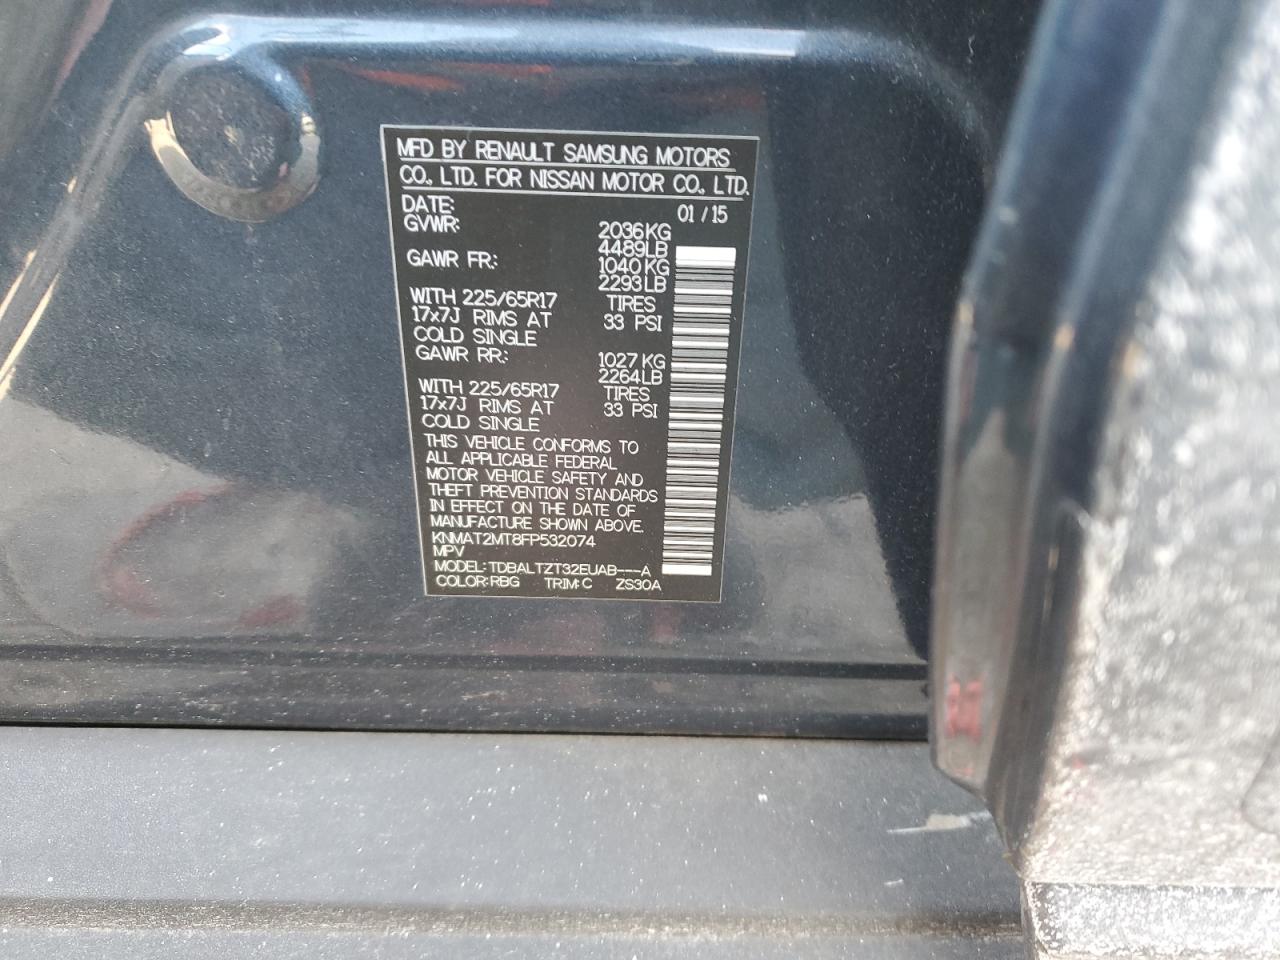 MFD BY RENAULT SAMSUNG MOTORS
CO., LTD. FOR NISSAN MOTOR CO., LTD.
DATE: 01 / 15
GVWR: 2036KG
4489LB
GAWR FR: 1040KG
2293LB
WITH 225/65R17 TIRES
17x7J RIMS AT 33 PSI
COLD SINGLE
GAWR RR: 1027KG
2264LB
WITH 225/65R17 TIRES
17x7J RIMS AT 33 PSI
COLD SINGLE
THIS VEHICLE CONFORMS TO
ALL APPLICABLE FEDERAL
MOTOR VEHICLE SAFETY AND
THEFT PREVENTION STANDARDS
IN EFFECT ON THE DATE OF
MANUFACTURE SHOWN ABOVE.
KNMAT2MT8FP532074
MPV
MODEL:TDBALTZT32EUAB---A
COLOR:RBG TRIM:C ZS30A